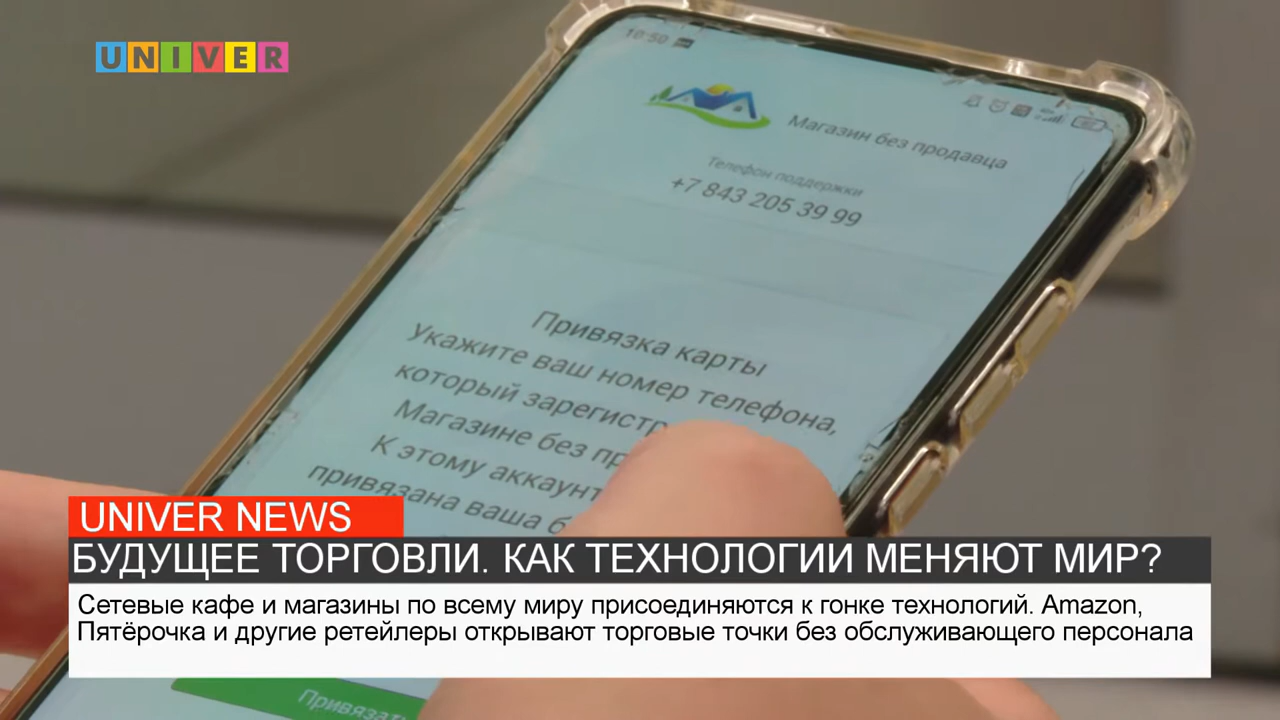 UNIVER
10:50
Магазин без продавца
Телефон поддержки
+7 843 205 39 99
Привязка карты
Укажите ваш номер телефона,
который зарегистр
Магазине без пр
К этому аккаунт
привязана ваша б
UNIVER NEWS
БУДУЩЕЕ ТОРГОВЛИ. КАК ТЕХНОЛОГИИ МЕНЯЮТ МИР?
Сетевые кафе и магазины по всему миру присоединяются к гонке технологий. Amazon,
Пятёрочка и другие ретейлеры открывают торговые точки без обслуживающего персонала
Привязать